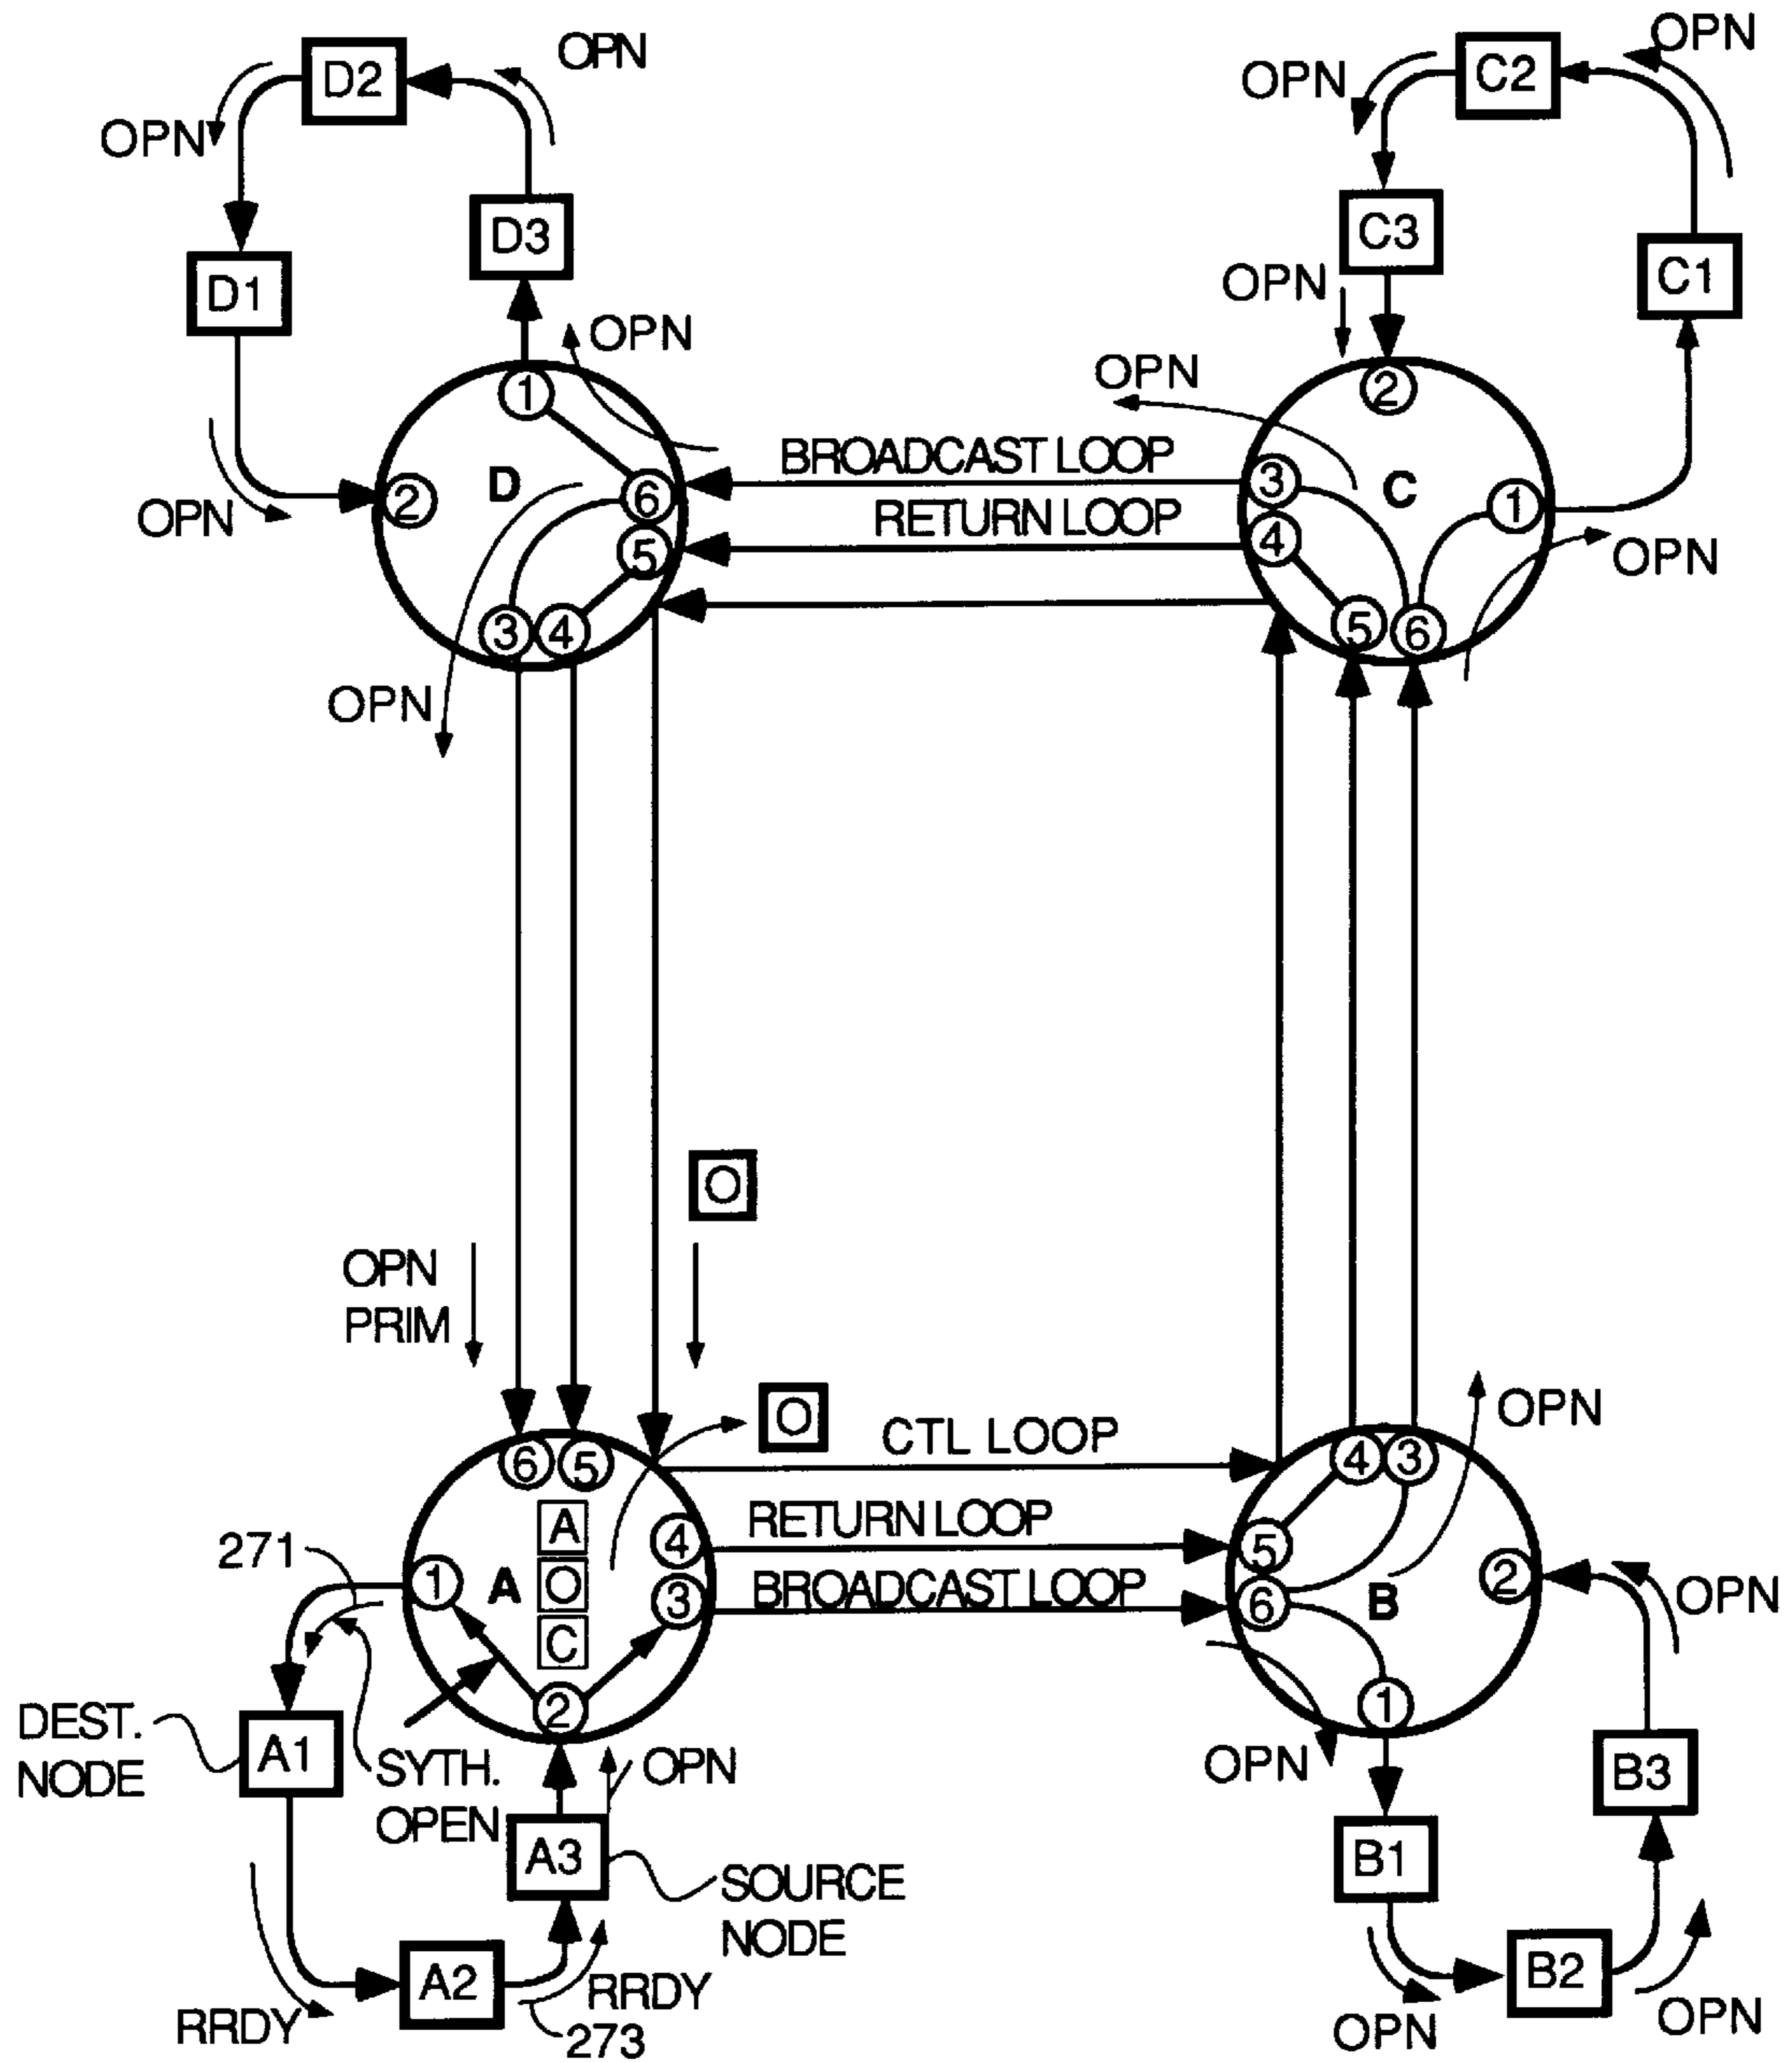 OPN
D2
OPN
D3
D1
OPN
OPN
1
D
6
2
5
3
4
OPN
OPN
OPN
C2
OPN
C3
C1
OPN
OPN
2
BROADCAST LOOP
3
C
1
RETURN LOOP
4
OPN
5
6
O
OPN
PRIM
O
CTL LOOP
OPN
6
5
4
3
A
RETURN LOOP
4
5
2
271
1
A
O
BROADCAST LOOP
3
6
B
OPN
C
2
1
DEST.
NODE
A1
SYTH.
OPEN
OPN
OPN
B3
A3
B1
SOURCE
NODE
A2
RRDY
B2
RRDY
273
OPN
OPN